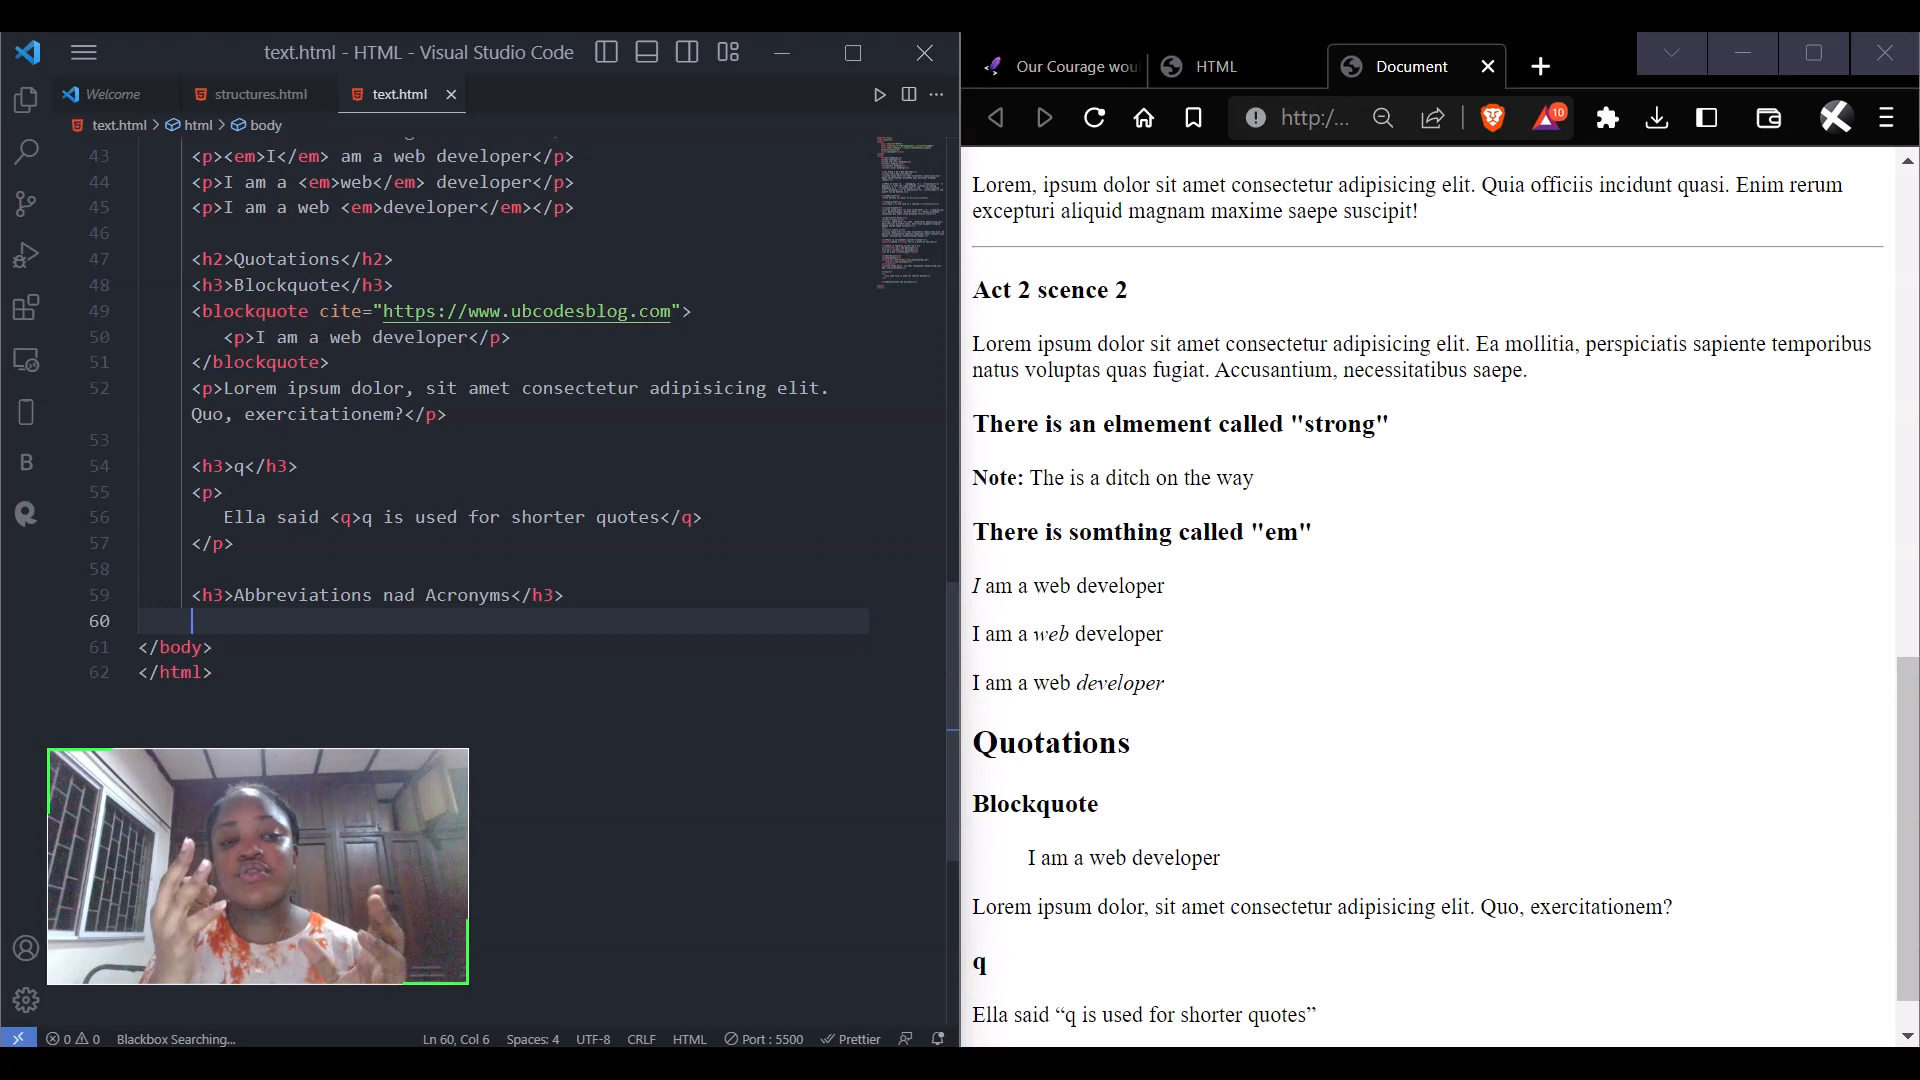 text.html - HTML - Visual Studio Code
Welcome
structures.html
text.html
text.html > html > body
43 <p><em>I</em> am a web developer</p>
44 <p>I am a <em>web</em> developer</p>
45 <p>I am a web <em>developer</em></p>
46
47 <h2>Quotations</h2>
48 <h3>Blockquote</h3>
49 <blockquote cite="https://www.ubcodesblog.com">
50 <p>I am a web developer</p>
51 </blockquote>
52 <p>Lorem ipsum dolor, sit amet consectetur adipisicing elit.
Quo, exercitationem?</p>
53
54 <h3>q</h3>
55 <p>
56 Ella said <q>q is used for shorter quotes</q>
57 </p>
58
59 <h3>Abbreviations nad Acronyms</h3>
60
61 </body>
62 </html>
B
0 0 Blackbox Searching...
Ln 60, Col 6 Spaces: 4 UTF-8 CRLF HTML Port : 5500 Prettier
Our Courage wou
HTML
Document
http:/...
10
Lorem, ipsum dolor sit amet consectetur adipisicing elit. Quia officiis incidunt quasi. Enim rerum
excepturi aliquid magnam maxime saepe suscipit!
Act 2 scence 2
Lorem ipsum dolor sit amet consectetur adipisicing elit. Ea mollitia, perspiciatis sapiente temporibus
natus voluptas quas fugiat. Accusantium, necessitatibus saepe.
There is an elmement called "strong"
Note: The is a ditch on the way
There is somthing called "em"
I am a web developer
I am a web developer
I am a web developer
Quotations
Blockquote
I am a web developer
Lorem ipsum dolor, sit amet consectetur adipisicing elit. Quo, exercitationem?
q
Ella said “q is used for shorter quotes”